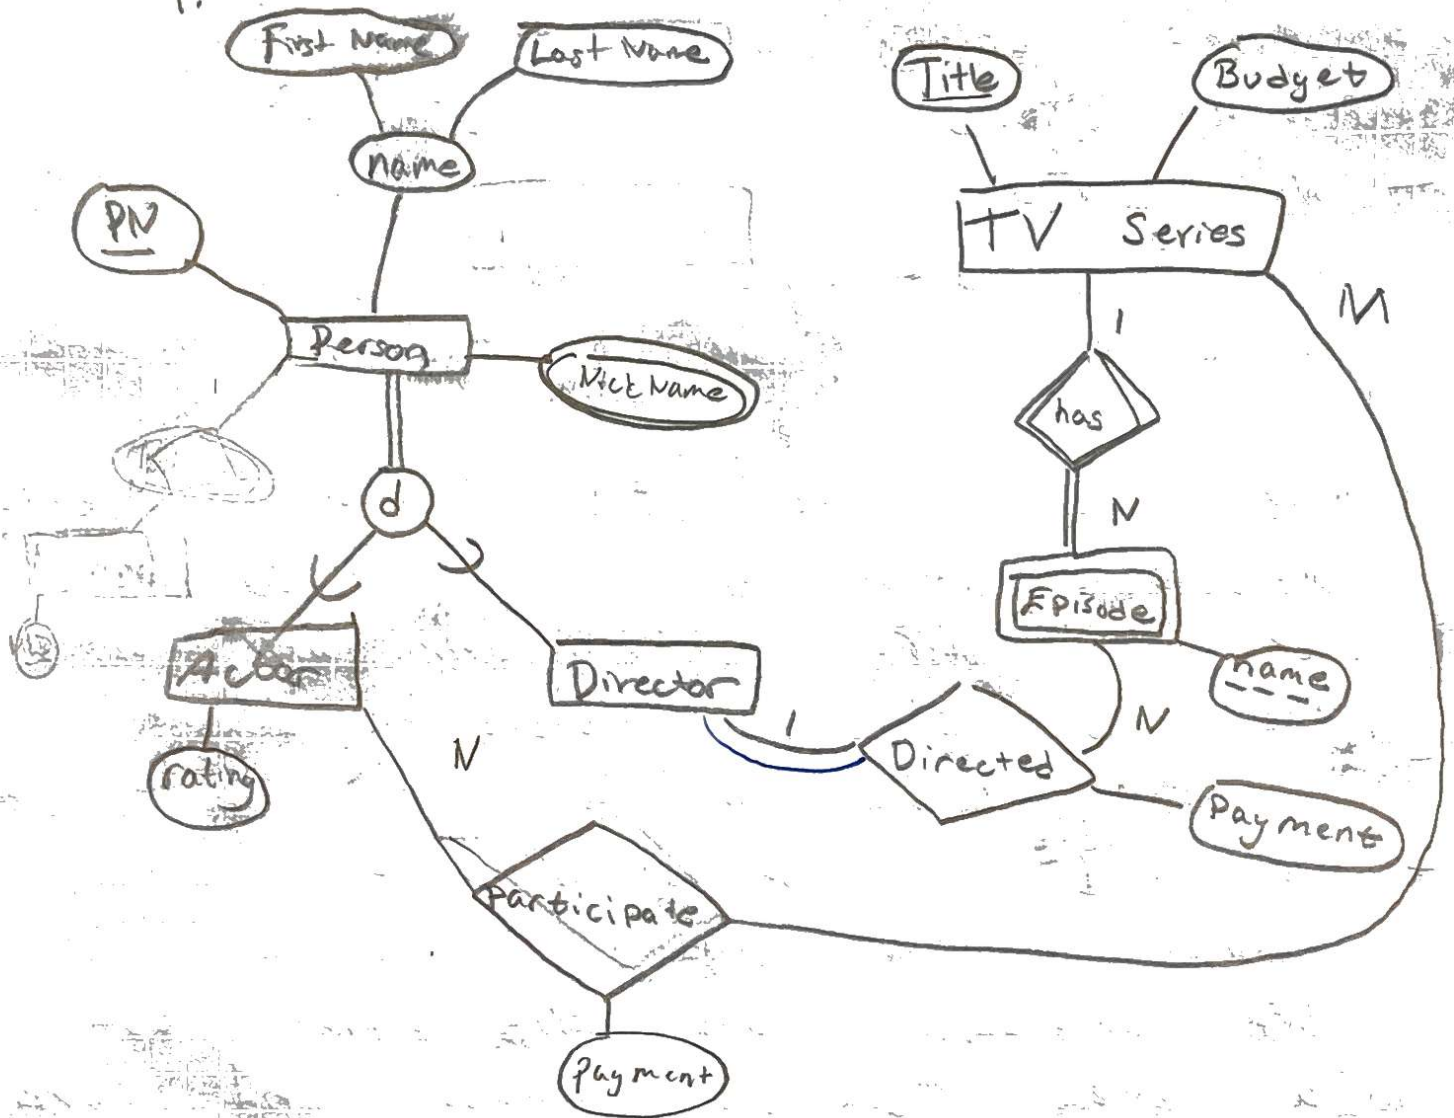 1.
First Name
Last Name
Title
Budget
name
PN
TV Series
Person
NickName
M
1
has
d
N
Episode
name
Actor
Director
1
N
Directed
rating
N
Payment
Participate
Payment